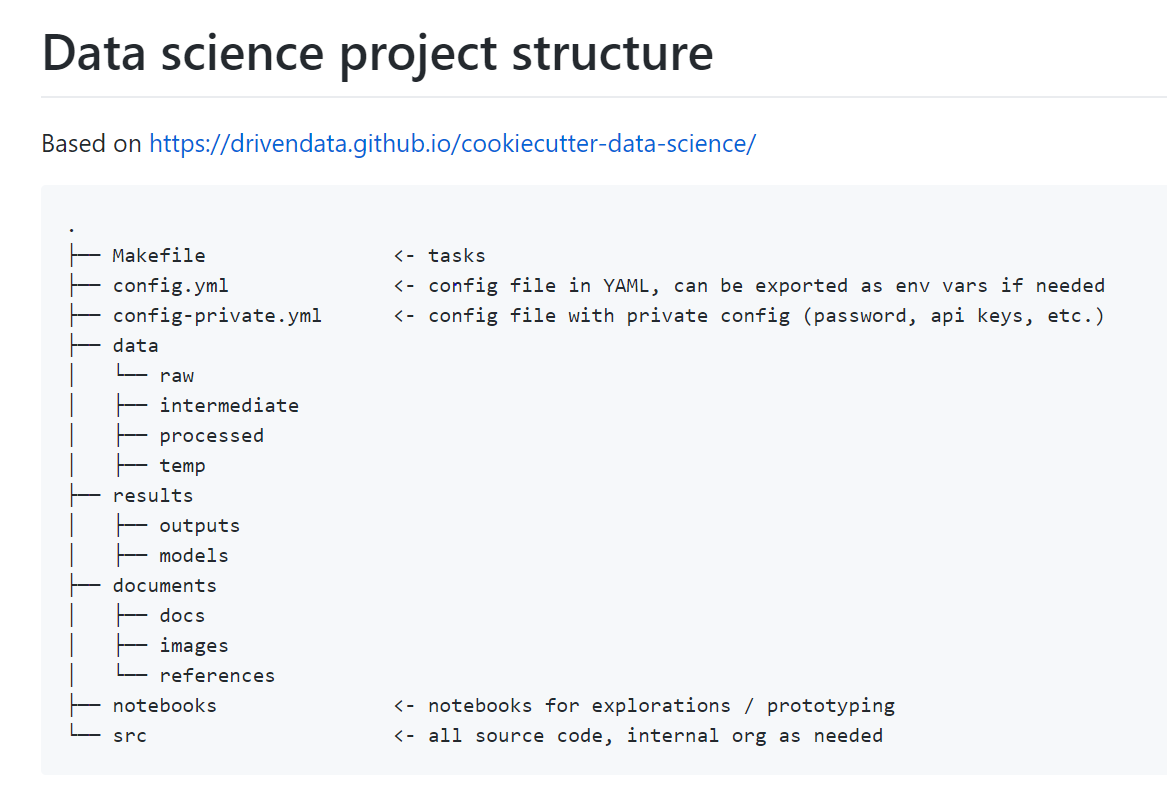 Data science project structure
Based on https://drivendata.github.io/cookiecutter-data-science/
.
├── Makefile                <- tasks
├── config.yml              <- config file in YAML, can be exported as env vars if needed
├── config-private.yml      <- config file with private config (password, api keys, etc.)
├── data
│   └── raw
│   ├── intermediate
│   ├── processed
│   ├── temp
├── results
│   ├── outputs
│   ├── models
├── documents
│   ├── docs
│   ├── images
│   └── references
├── notebooks               <- notebooks for explorations / prototyping
└── src                     <- all source code, internal org as needed